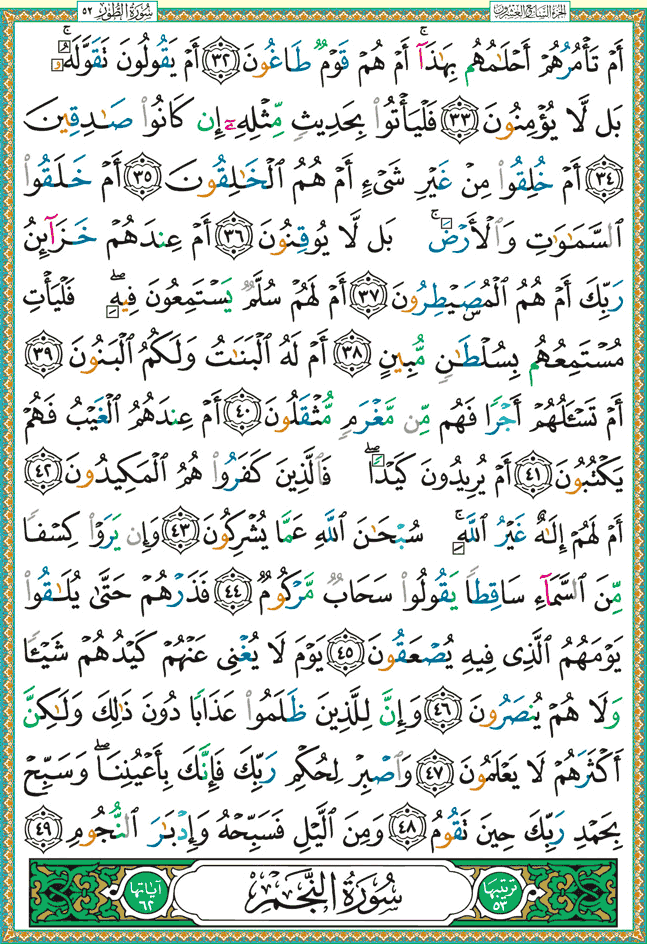 الجزء السابع والعشرون
سورة الطور ٥٢
أَمۡ تَأۡمُرُهُمۡ أَحۡلَٰمُهُم بِهَٰذَآۚ أَمۡ هُمۡ قَوۡمٞ طَاغُونَ ٣٢ أَمۡ يَقُولُونَ تَقَوَّلَهُۥۚ
بَل لَّا يُؤۡمِنُونَ ٣٣ فَلۡيَأۡتُواْ بِحَدِيثٖ مِّثۡلِهِۦٓ إِن كَانُواْ صَٰدِقِينَ
٣٤ أَمۡ خُلِقُواْ مِنۡ غَيۡرِ شَيۡءٍ أَمۡ هُمُ ٱلۡخَٰلِقُونَ ٣٥ أَمۡ خَلَقُواْ
ٱلسَّمَٰوَٰتِ وَٱلۡأَرۡضَۚ بَل لَّا يُوقِنُونَ ٣٦ أَمۡ عِندَهُمۡ خَزَآئِنُ
رَبِّكَ أَمۡ هُمُ ٱلۡمُصَۜيۡطِرُونَ ٣٧ أَمۡ لَهُمۡ سُلَّمٞ يَسۡتَمِعُونَ فِيهِۖ فَلۡيَأۡتِ
مُسۡتَمِعُهُم بِسُلۡطَٰنٖ مُّبِينٍ ٣٨ أَمۡ لَهُ ٱلۡبَنَٰتُ وَلَكُمُ ٱلۡبَنُونَ ٣٩
أَمۡ تَسۡـَٔلُهُمۡ أَجۡرٗا فَهُم مِّن مَّغۡرَمٖ مُّثۡقَلُونَ ٤٠ أَمۡ عِندَهُمُ ٱلۡغَيۡبُ فَهُمۡ
يَكۡتُبُونَ ٤١ أَمۡ يُرِيدُونَ كَيۡدٗاۖ فَٱلَّذِينَ كَفَرُواْ هُمُ ٱلۡمَكِيدُونَ ٤٢
أَمۡ لَهُمۡ إِلَٰهٌ غَيۡرُ ٱللَّهِۚ سُبۡحَٰنَ ٱللَّهِ عَمَّا يُشۡرِكُونَ ٤٣ وَإِن يَرَوۡاْ كِسۡفٗا
مِّنَ ٱلسَّمَآءِ سَاقِطٗا يَقُولُواْ سَحَابٞ مَّرۡكُومٞ ٤٤ فَذَرۡهُمۡ حَتَّىٰ يُلَٰقُواْ
يَوۡمَهُمُ ٱلَّذِي فِيهِ يُصۡعَقُونَ ٤٥ يَوۡمَ لَا يُغۡنِي عَنۡهُمۡ كَيۡدُهُمۡ شَيۡـٔٗا
وَلَا هُمۡ يُنصَرُونَ ٤٦ وَإِنَّ لِلَّذِينَ ظَلَمُواْ عَذَابٗا دُونَ ذَٰلِكَ وَلَٰكِنَّ
أَكۡثَرَهُمۡ لَا يَعۡلَمُونَ ٤٧ وَٱصۡبِرۡ لِحُكۡمِ رَبِّكَ فَإِنَّكَ بِأَعۡيُنِنَاۖ وَسَبِّحۡ
بِحَمۡدِ رَبِّكَ حِينَ تَقُومُ ٤٨ وَمِنَ ٱلَّيۡلِ فَسَبِّحۡهُ وَإِدۡبَٰرَ ٱلنُّجُومِ ٤٩
ترتيبها ٥٣
سُورَةُ النَّجۡمِ
آياتها ٦٢